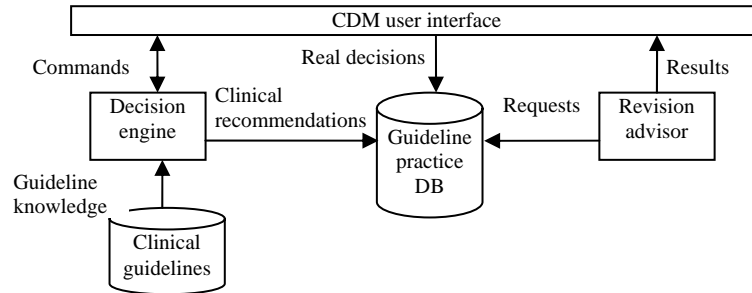 CDM user interface
Commands
Real decisions
Results
Decision
engine
Clinical
recommendations
Guideline
practice
DB
Requests
Revision
advisor
Guideline
knowledge
Clinical
guidelines